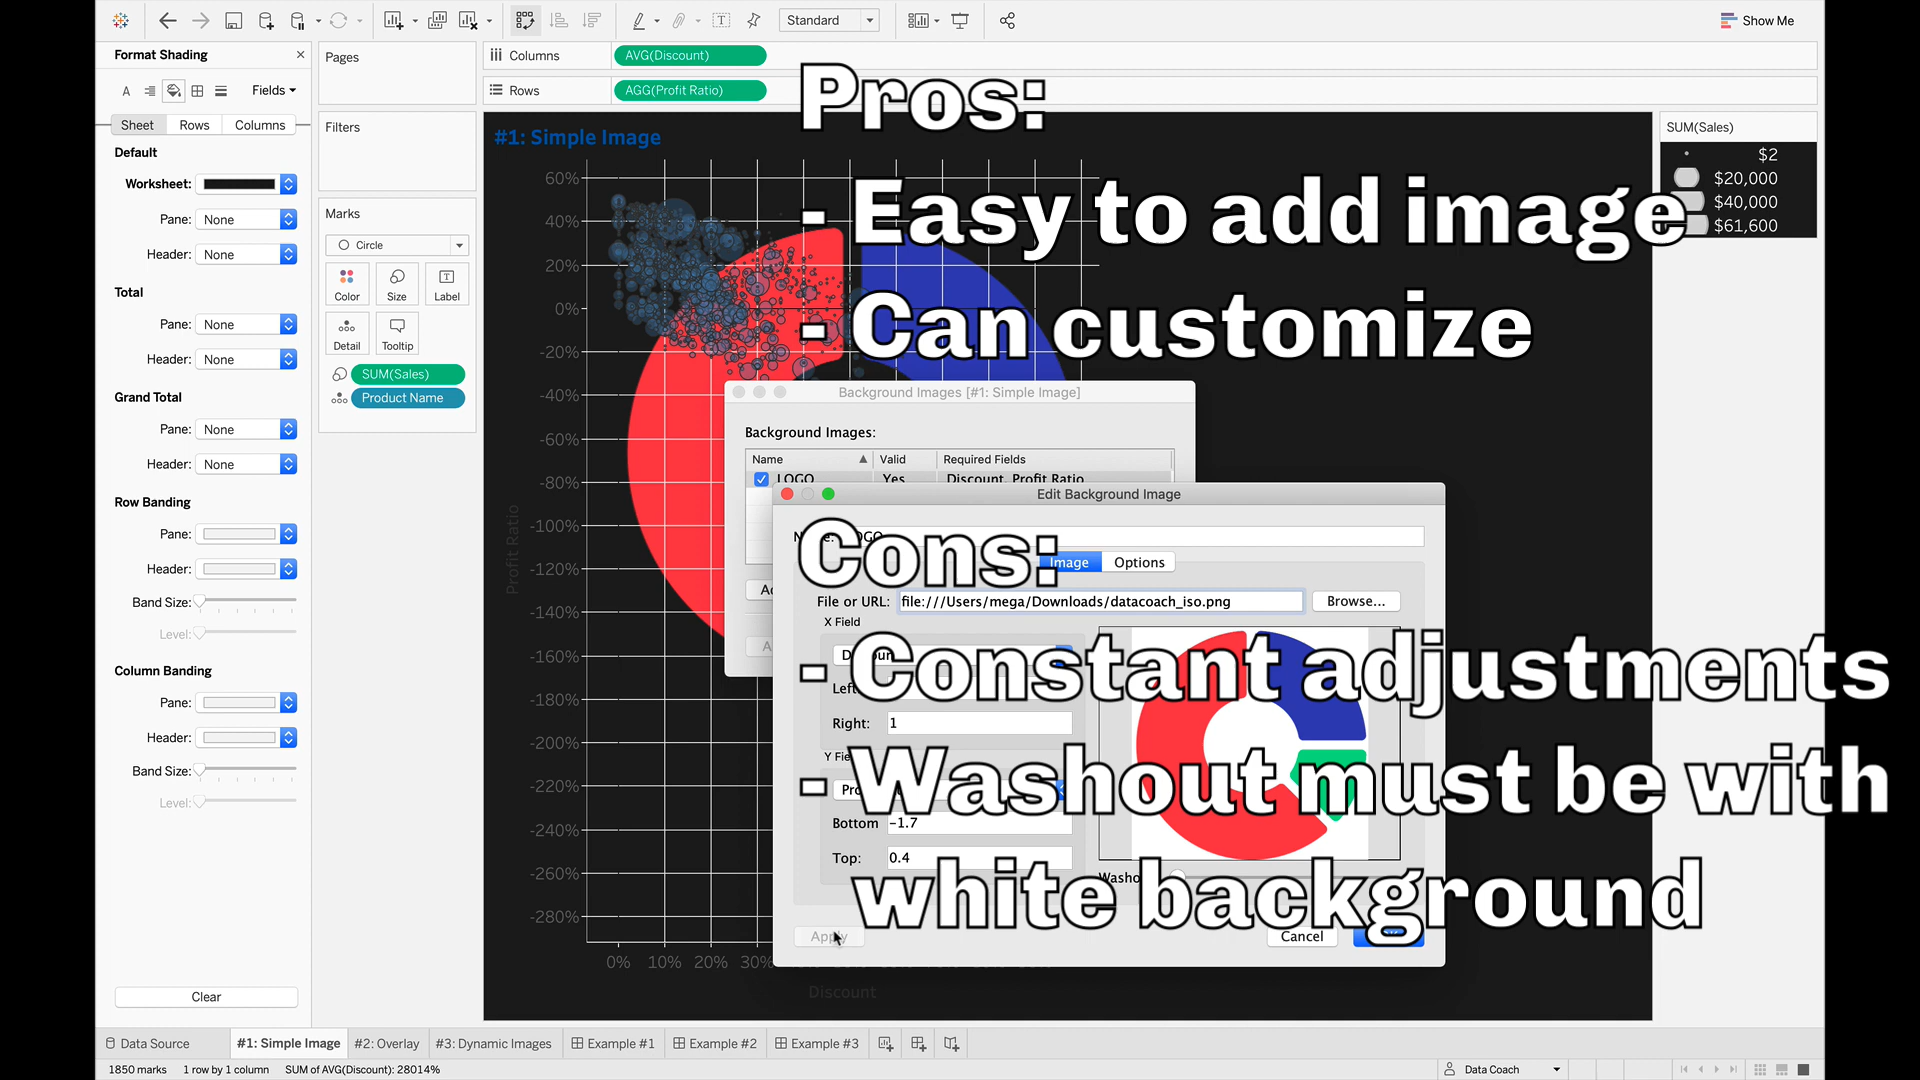 Standard
Show Me
Format Shading
Fields
Sheet Rows Columns
Default
Worksheet:
Pane: None
Header: None
Total
Pane: None
Header: None
Grand Total
Pane: None
Header: None
Row Banding
Pane:
Header:
Band Size:
Level:
Column Banding
Pane:
Header:
Band Size:
Level:
Clear
Pages
Filters
Marks
Circle
Color Size Label
Detail Tooltip
SUM(Sales)
Product Name
Columns AVG(Discount)
Rows AGG(Profit Ratio)
#1: Simple Image
Pros:
- Easy to add image
- Can customize
Cons:
- Constant adjustments
- Washout must be with
white background
SUM(Sales)
$2
$20,000
$40,000
$61,600
60%
40%
20%
0%
-20%
-40%
-60%
-80%
-100%
-120%
-140%
-160%
-180%
-200%
-220%
-240%
-260%
-280%
Profit Ratio
0% 10% 20% 30%
Discount
Background Images [#1: Simple Image]
Background Images:
Name Valid Required Fields
LOGO Yes Discount, Profit Ratio
Edit Background Image
Image Options
File or URL: file:///Users/mega/Downloads/datacoach_iso.png Browse...
X Field
Right: 1
Bottom -1.7
Top: 0.4
Apply Cancel
Data Source #1: Simple Image #2: Overlay #3: Dynamic Images Example #1 Example #2 Example #3
1850 marks 1 row by 1 column SUM of AVG(Discount): 28014% Data Coach